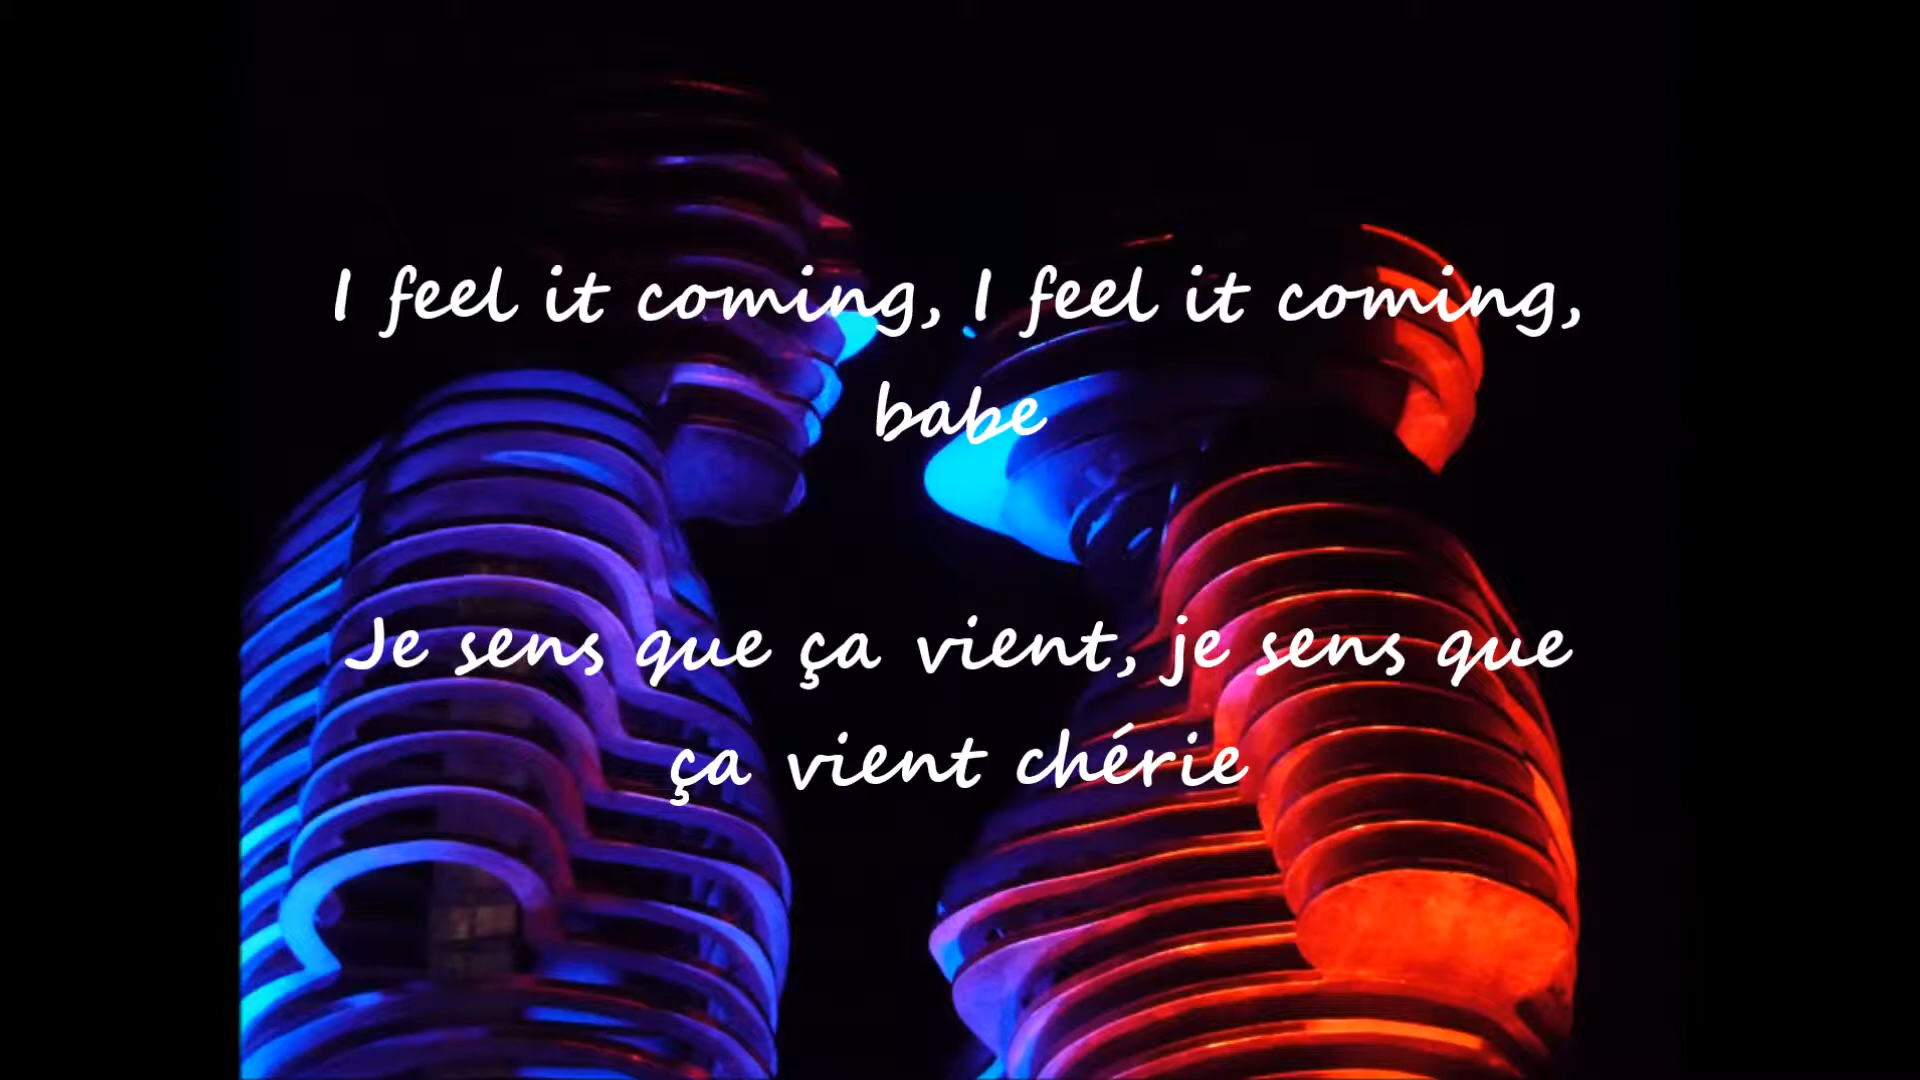 I feel it coming, I feel it coming,
babe
Je sens que ça vient, je sens que
ça vient chérie